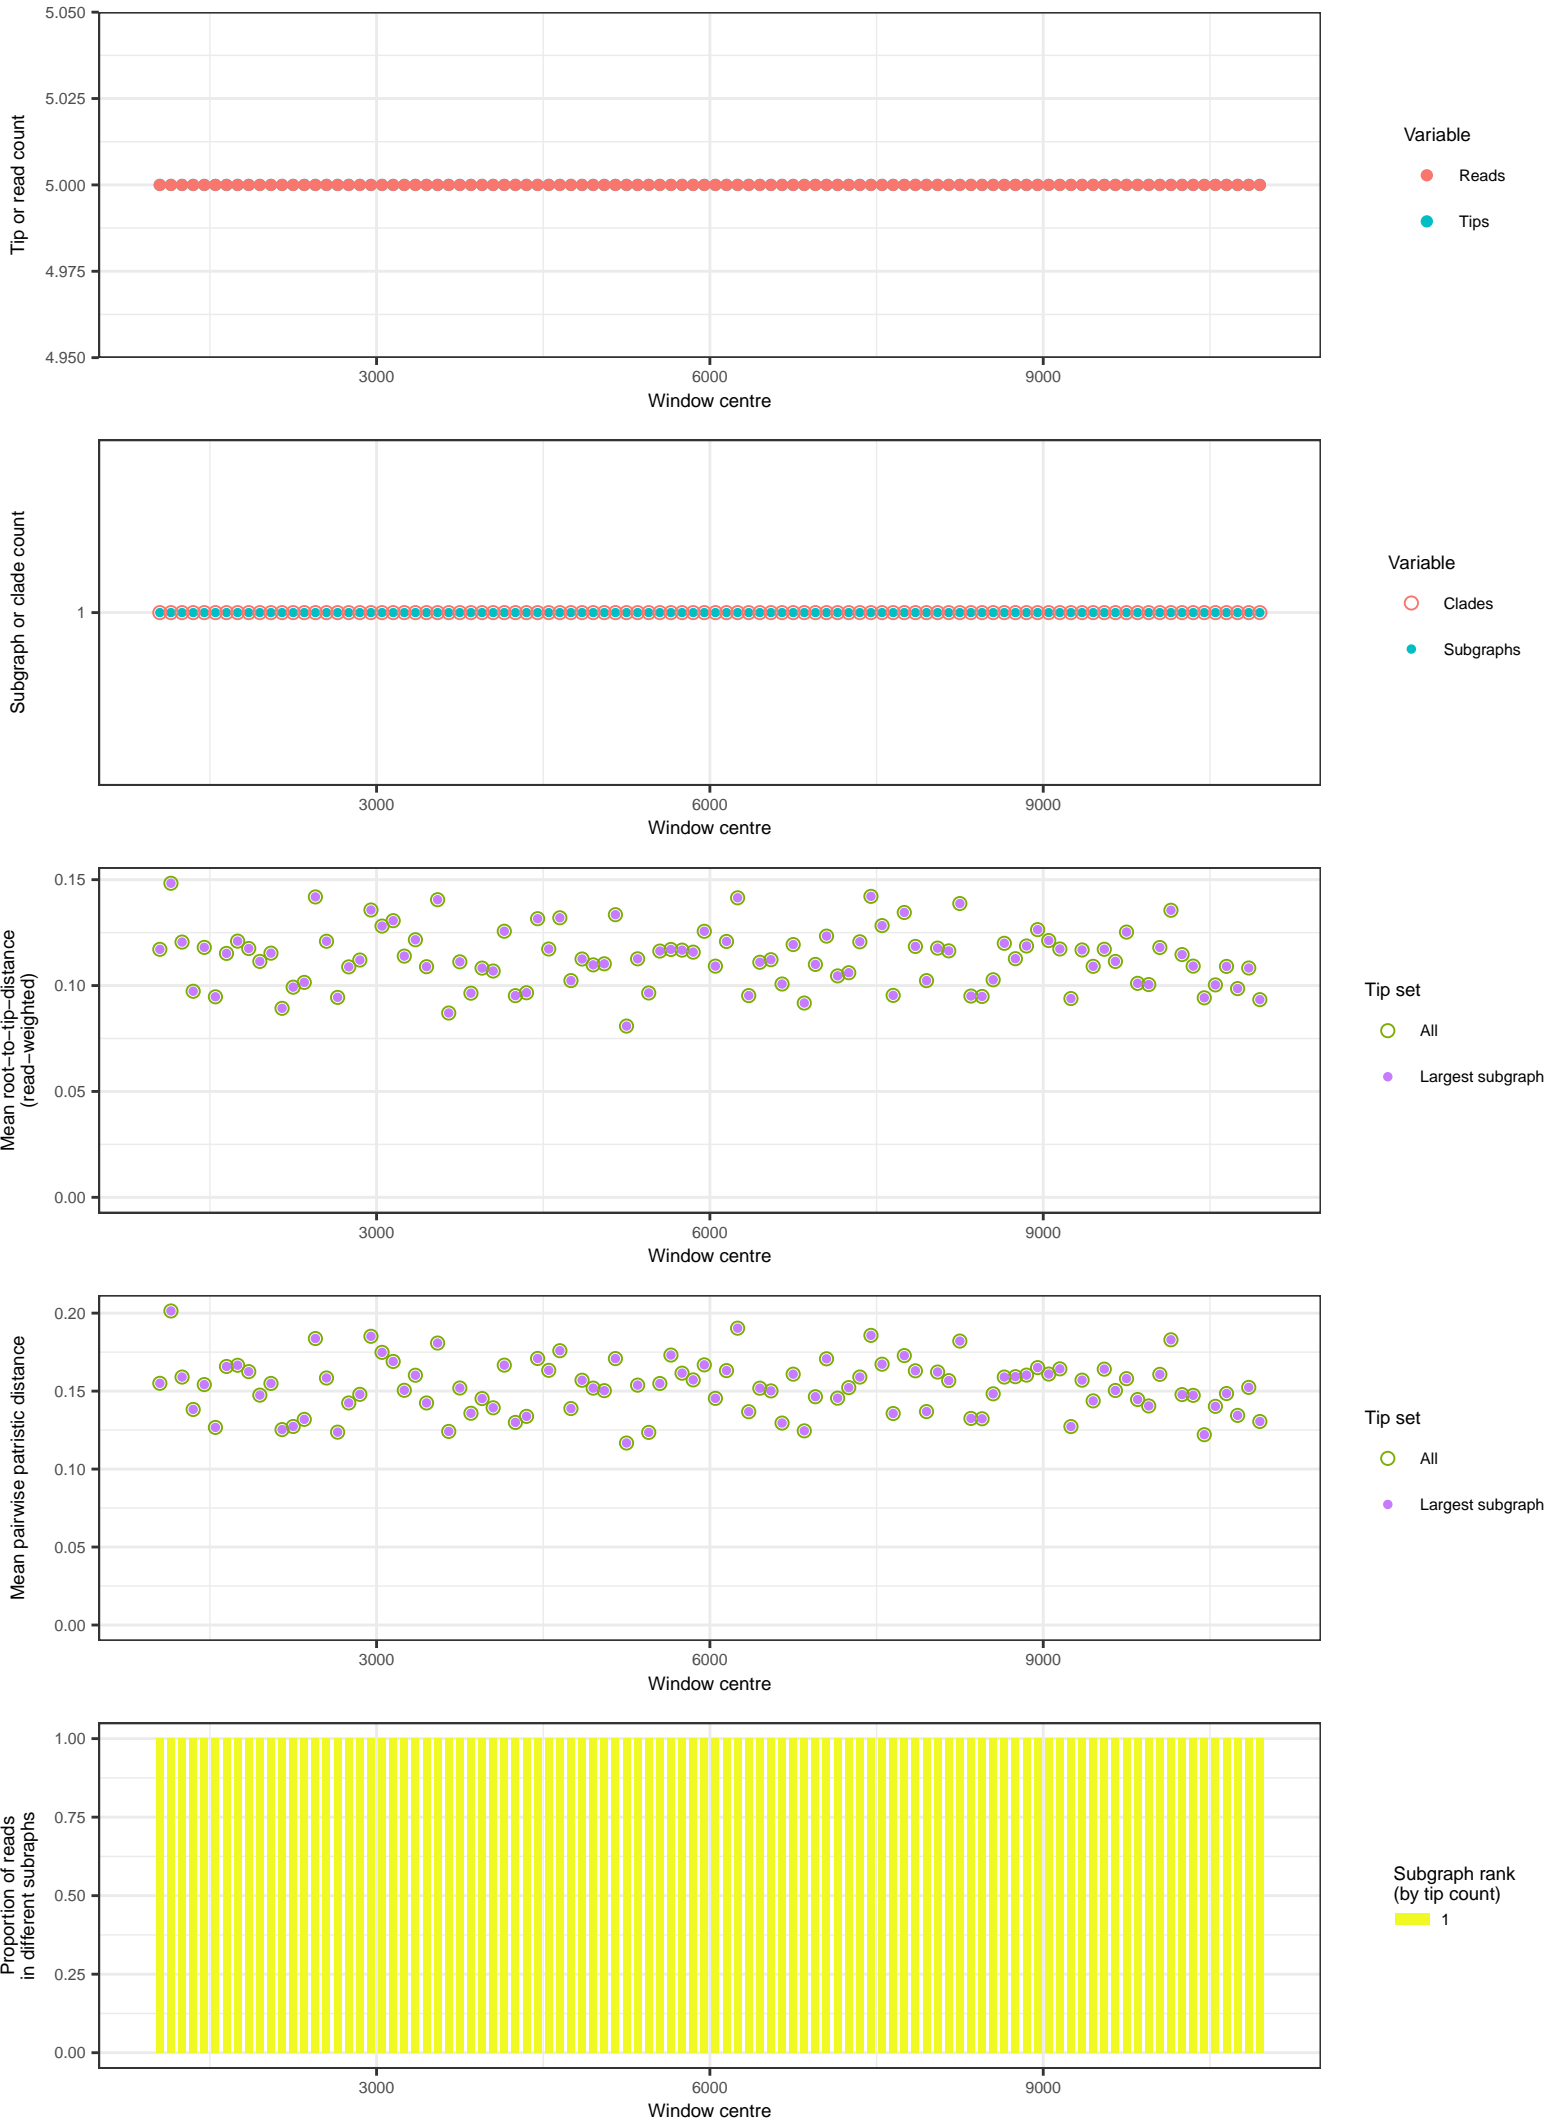 5.050
5.025
5.000
4.975
4.950
Tip or read count
3000
6000
9000
Window centre
Variable
Reads
Tips
1
Subgraph or clade count
3000
6000
9000
Window centre
Variable
Clades
Subgraphs
0.15
0.10
0.05
0.00
Mean root−to−tip−distance
(read−weighted)
3000
6000
9000
Window centre
Tip set
All
Largest subgraph
0.20
0.15
0.10
0.05
0.00
Mean pairwise patristic distance
3000
6000
9000
Window centre
Tip set
All
Largest subgraph
1.00
0.75
0.50
0.25
0.00
Proportion of reads
in different subraphs
3000
6000
9000
Window centre
Subgraph rank
(by tip count)
1